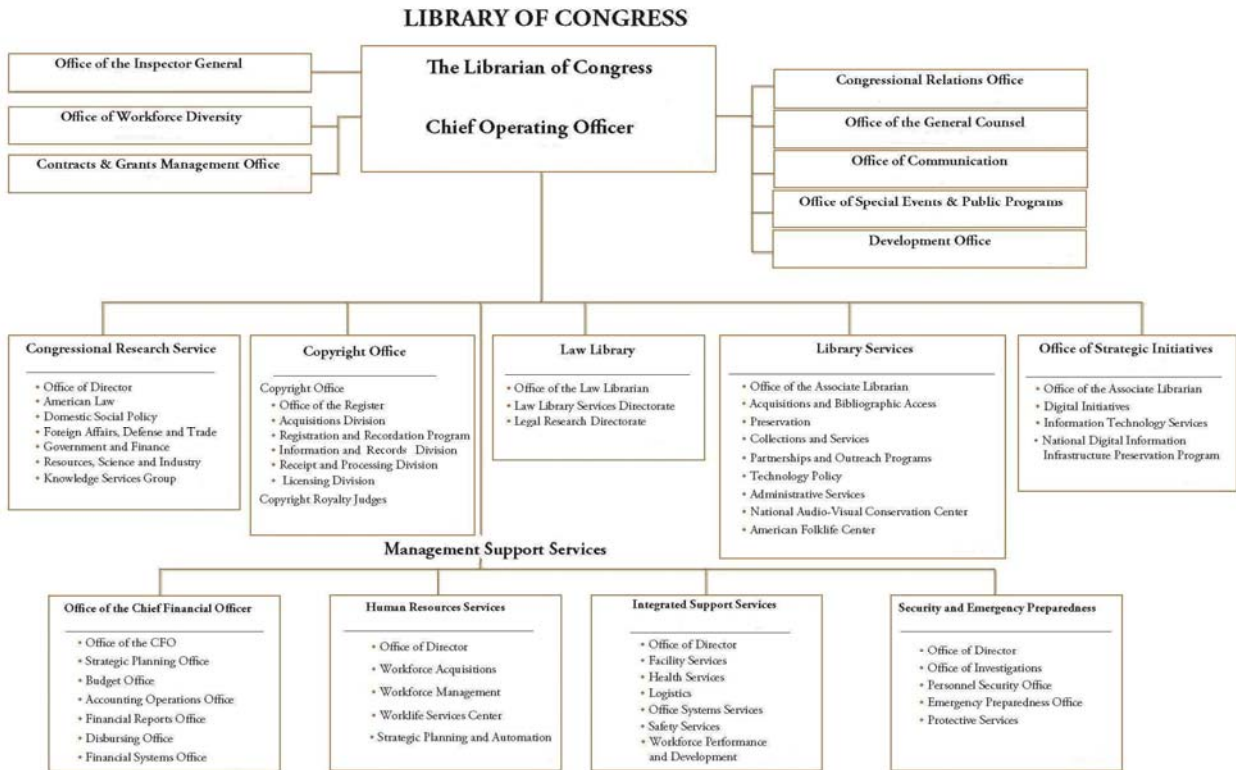 LIBRARY OF CONGRESS
The Librarian of Congress
Chief Operating Officer
Office of the Inspector General
Office of Workforce Diversity
Contracts & Grants Management Office
Congressional Relations Office
Office of the General Counsel
Office of Communication
Office of Special Events & Public Programs
Development Office
Congressional Research Service
• Office of Director
• American Law
• Domestic Social Policy
• Foreign Affairs, Defense and Trade
• Government and Finance
• Resources, Science and Industry
• Knowledge Services Group
Copyright Office
Copyright Office
• Office of the Register
• Acquisitions Division
• Registration and Recordation Program
• Information and Records Division
• Receipt and Processing Division
• Licensing Division
Copyright Royalty Judges
Law Library
• Office of the Law Librarian
• Law Library Services Directorate
• Legal Research Directorate
Library Services
• Office of the Associate Librarian
• Acquisitions and Bibliographic Access
• Preservation
• Collections and Services
• Partnerships and Outreach Programs
• Technology Policy
• Administrative Services
• National Audio-Visual Conservation Center
• American Folklife Center
Office of Strategic Initiatives
• Office of the Associate Librarian
• Digital Initiatives
• Information Technology Services
• National Digital Information
Infrastructure Preservation Program
Management Support Services
Office of the Chief Financial Officer
• Office of the CFO
• Strategic Planning Office
• Budget Office
• Accounting Operations Office
• Financial Reports Office
• Disbursing Office
• Financial Systems Office
Human Resources Services
• Office of Director
• Workforce Acquisitions
• Workforce Management
• Worklife Services Center
• Strategic Planning and Automation
Integrated Support Services
• Office of Director
• Facility Services
• Health Services
• Logistics
• Office Systems Services
• Safety Services
• Workforce Performance
and Development
Security and Emergency Preparedness
• Office of Director
• Office of Investigations
• Personnel Security Office
• Emergency Preparedness Office
• Protective Services